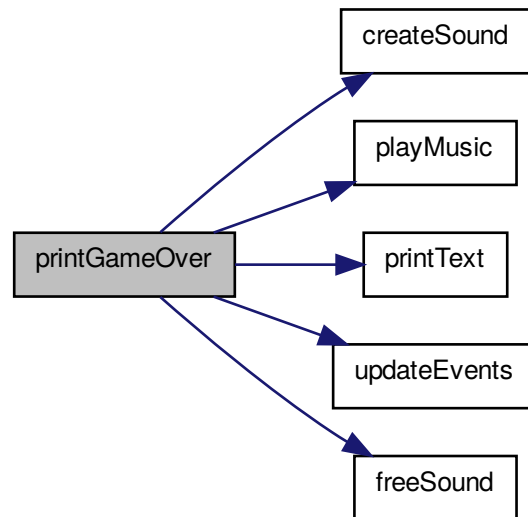 createSound
playMusic
printGameOver
printText
updateEvents
freeSound